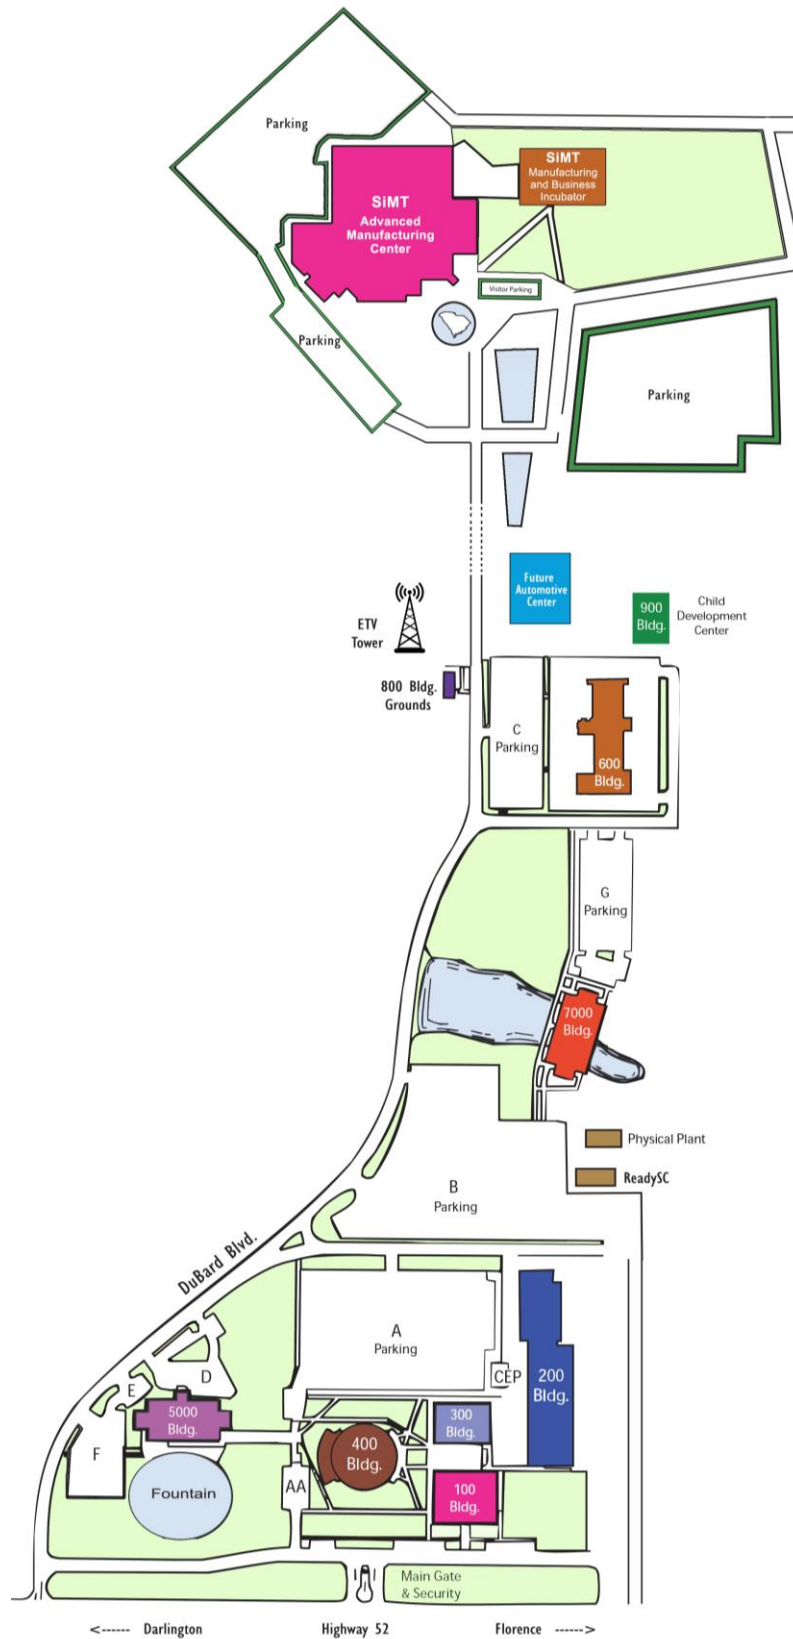 Parking
SiMT
Advanced
Manufacturing
Center
SiMT
Manufacturing
and Business
Incubator
Visitor Parking
Parking
Parking
Future
Automotive
Center
900
Bldg.
Child
Development
Center
ETV
Tower
800 Bldg.
Grounds
C
Parking
600
Bldg.
G
Parking
7000
Bldg.
Physical Plant
ReadySC
B
Parking
DuBard Blvd.
A
Parking
CEP
200
Bldg.
D
E
5000
Bldg.
300
Bldg.
400
Bldg.
F
AA
Fountain
100
Bldg.
Main Gate
& Security
<------ Darlington
Highway 52
Florence ----->